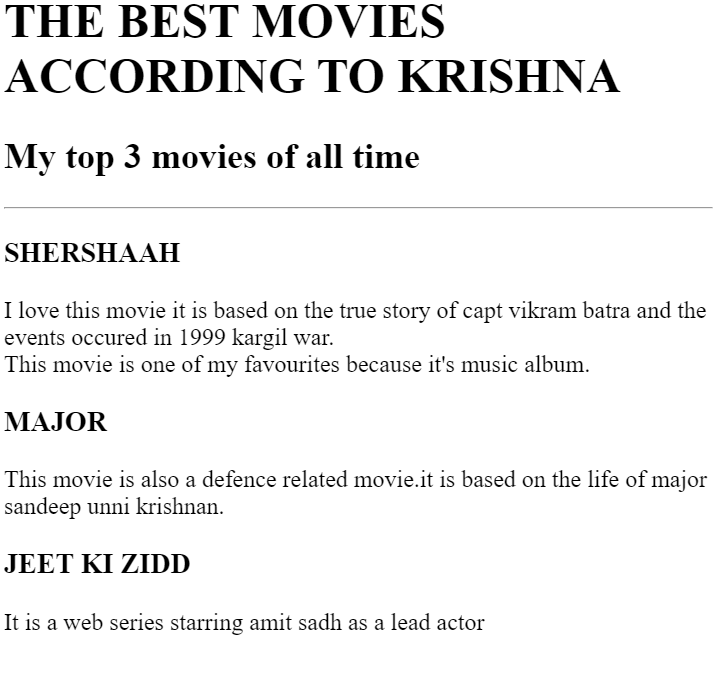 THE BEST MOVIES
ACCORDING TO KRISHNA
My top 3 movies of all time
SHERSHAAH
I love this movie it is based on the true story of capt vikram batra and the
events occured in 1999 kargil war.
This movie is one of my favourites because it's music album.
MAJOR
This movie is also a defence related movie.it is based on the life of major
sandeep unni krishnan.
JEET KI ZIDD
It is a web series starring amit sadh as a lead actor